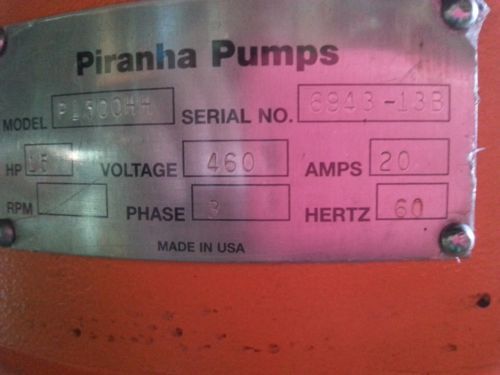 Piranha Pumps
MODEL P1500HH SERIAL NO. 6943-13B
HP 15 VOLTAGE 460 AMPS 20
RPM PHASE 3 HERTZ 60
MADE IN USA